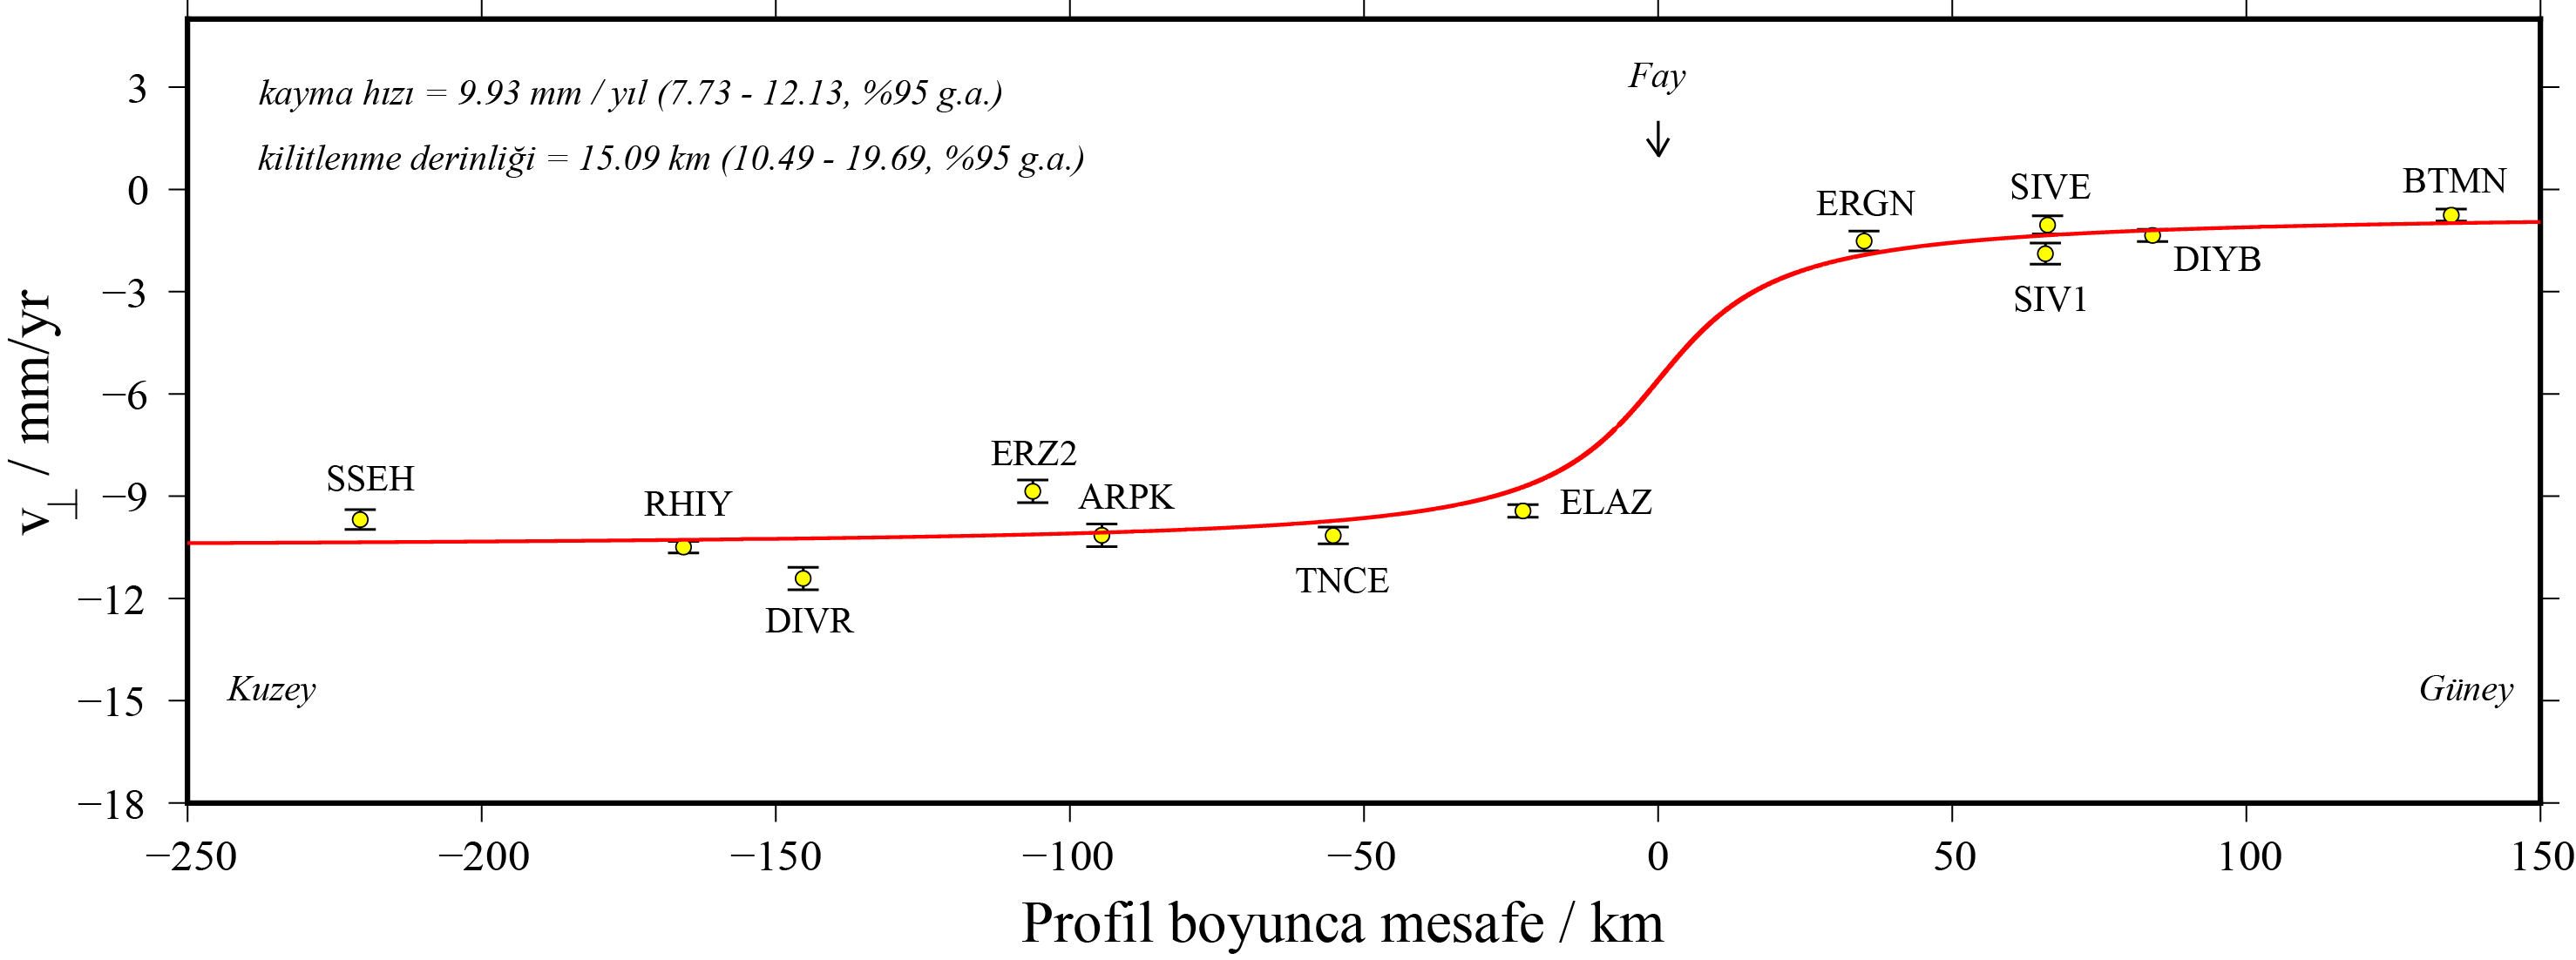 kayma hızı = 9.93 mm / yıl (7.73 - 12.13, %95 g.a.)
kilitlenme derinliği = 15.09 km (10.49 - 19.69, %95 g.a.)
Fay
3
0
−3
−6
−9
−12
−15
−18
v⊥ / mm/yr
SSEH
RHIY
DIVR
ERZ2
ARPK
TNCE
ELAZ
ERGN
SIVE
SIV1
DIYB
BTMN
Kuzey
Güney
−250
−200
−150
−100
−50
0
50
100
150
Profil boyunca mesafe / km